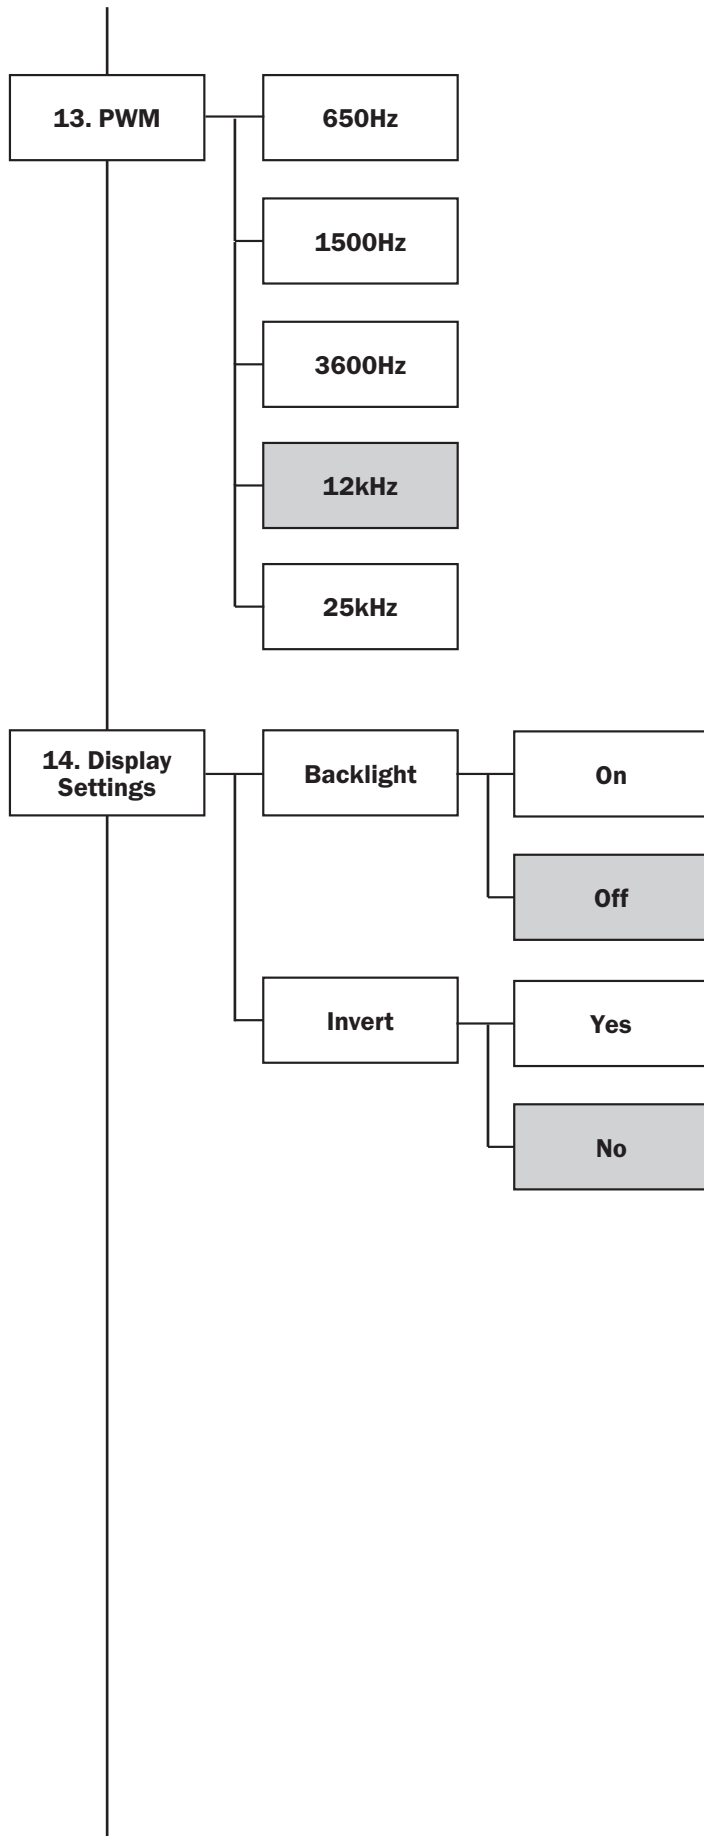 13. PWM
650Hz
1500Hz
3600Hz
12kHz
25kHz
14. Display
Settings
Backlight
On
Off
Invert
Yes
No